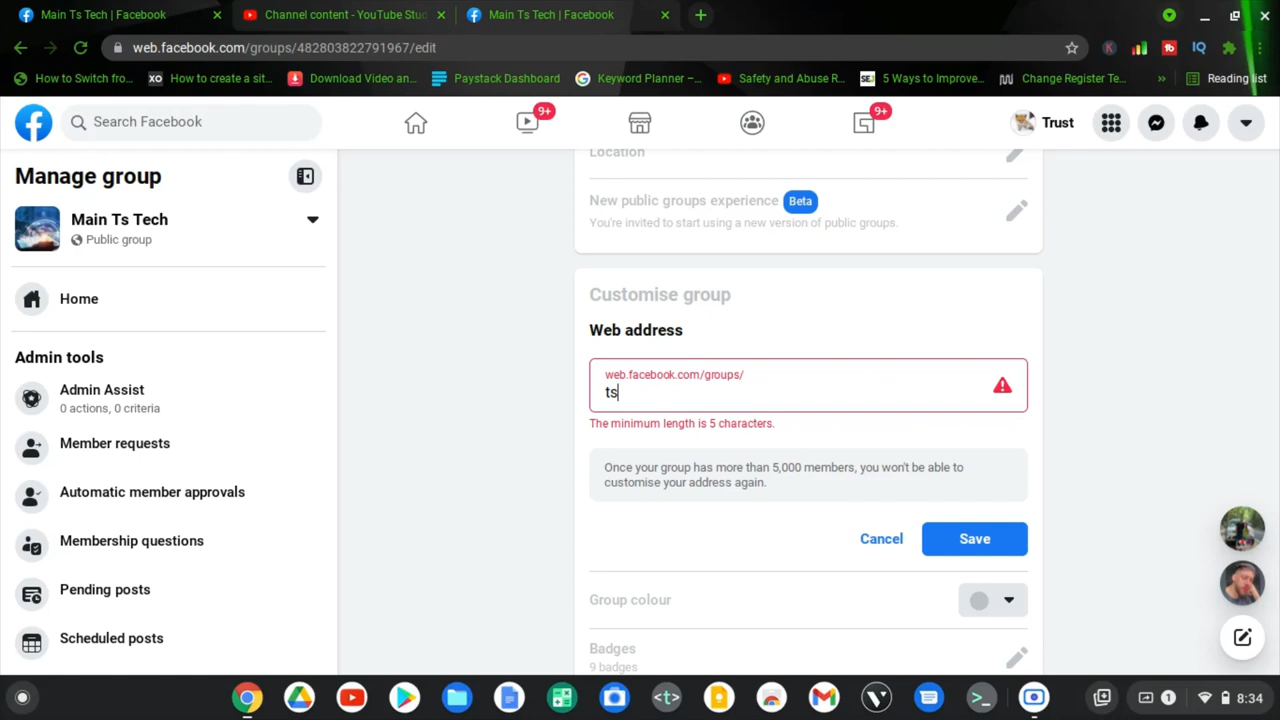 Main Ts Tech | Facebook
Channel content - YouTube Stud
Main Ts Tech | Facebook
web.facebook.com/groups/482803822791967/edit
How to Switch fro...
XO
How to create a sit...
Download Video an...
Paystack Dashboard
Keyword Planner –...
Safety and Abuse R...
SEJ
5 Ways to Improve...
Change Register Te...
»
Reading list
K
IQ
Search Facebook
9+
9+
Trust
Manage group
Main Ts Tech
Public group
Home
Admin tools
Admin Assist
0 actions, 0 criteria
Member requests
Automatic member approvals
Membership questions
Pending posts
Scheduled posts
Location
New public groups experience Beta
You're invited to start using a new version of public groups.
Customise group
Web address
web.facebook.com/groups/
ts
The minimum length is 5 characters.
Once your group has more than 5,000 members, you won't be able to
customise your address again.
Cancel
Save
Group colour
Badges
9 badges
<t>
1
8:34